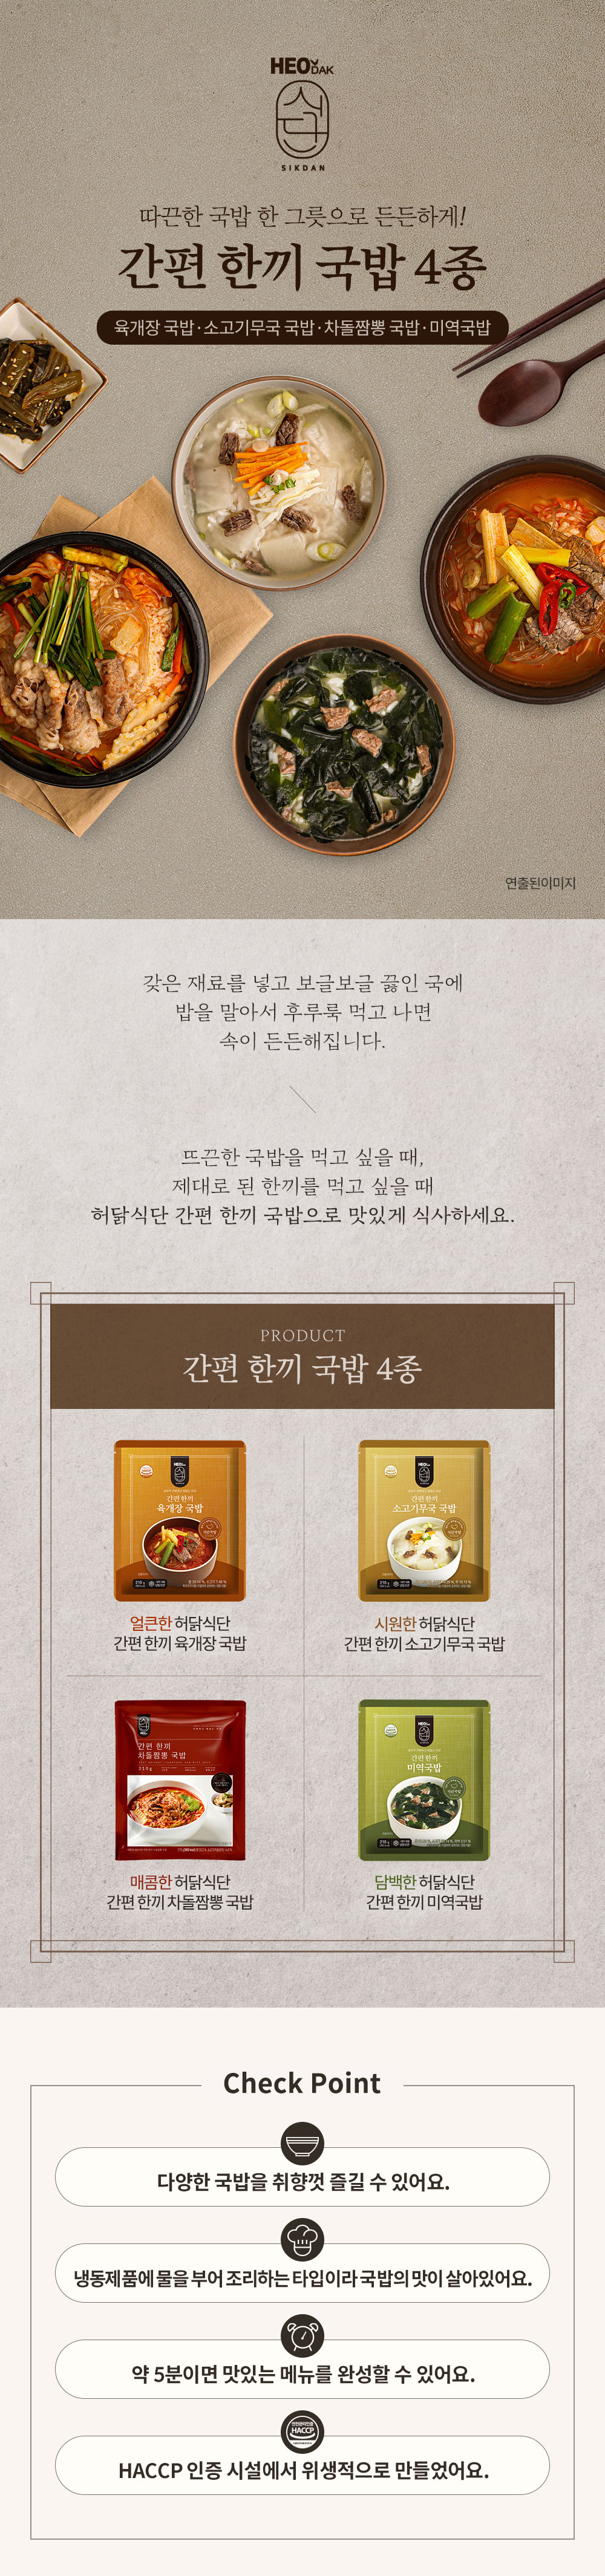 HEO DAK
식단
SIKDAN
따끈한 국밥 한 그릇으로 든든하게!
간편 한끼 국밥 4종
육개장 국밥·소고기무국 국밥·차돌짬뽕 국밥·미역국밥
연출된이미지
갖은 재료를 넣고 보글보글 끓인 국에
밥을 말아서 후루룩 먹고 나면
속이 든든해집니다.
뜨끈한 국밥을 먹고 싶을 때,
제대로 된 한끼를 먹고 싶을 때
허닭식단 간편 한끼 국밥으로 맛있게 식사하세요.
PRODUCT
간편 한끼 국밥 4종
간편 한끼
육개장 국밥
210 g
얼큰한 허닭식단
간편 한끼 육개장 국밥
간편 한끼
소고기무국 국밥
210 g
시원한 허닭식단
간편 한끼 소고기무국 국밥
간편 한끼
차돌짬뽕 국밥
210g
매콤한 허닭식단
간편 한끼 차돌짬뽕 국밥
간편 한끼
미역국밥
210 g
담백한 허닭식단
간편 한끼 미역국밥
Check Point
다양한 국밥을 취향껏 즐길 수 있어요.
냉동제품에 물을 부어 조리하는 타입이라 국밥의 맛이 살아있어요.
약 5분이면 맛있는 메뉴를 완성할 수 있어요.
HACCP
HACCP 인증 시설에서 위생적으로 만들었어요.